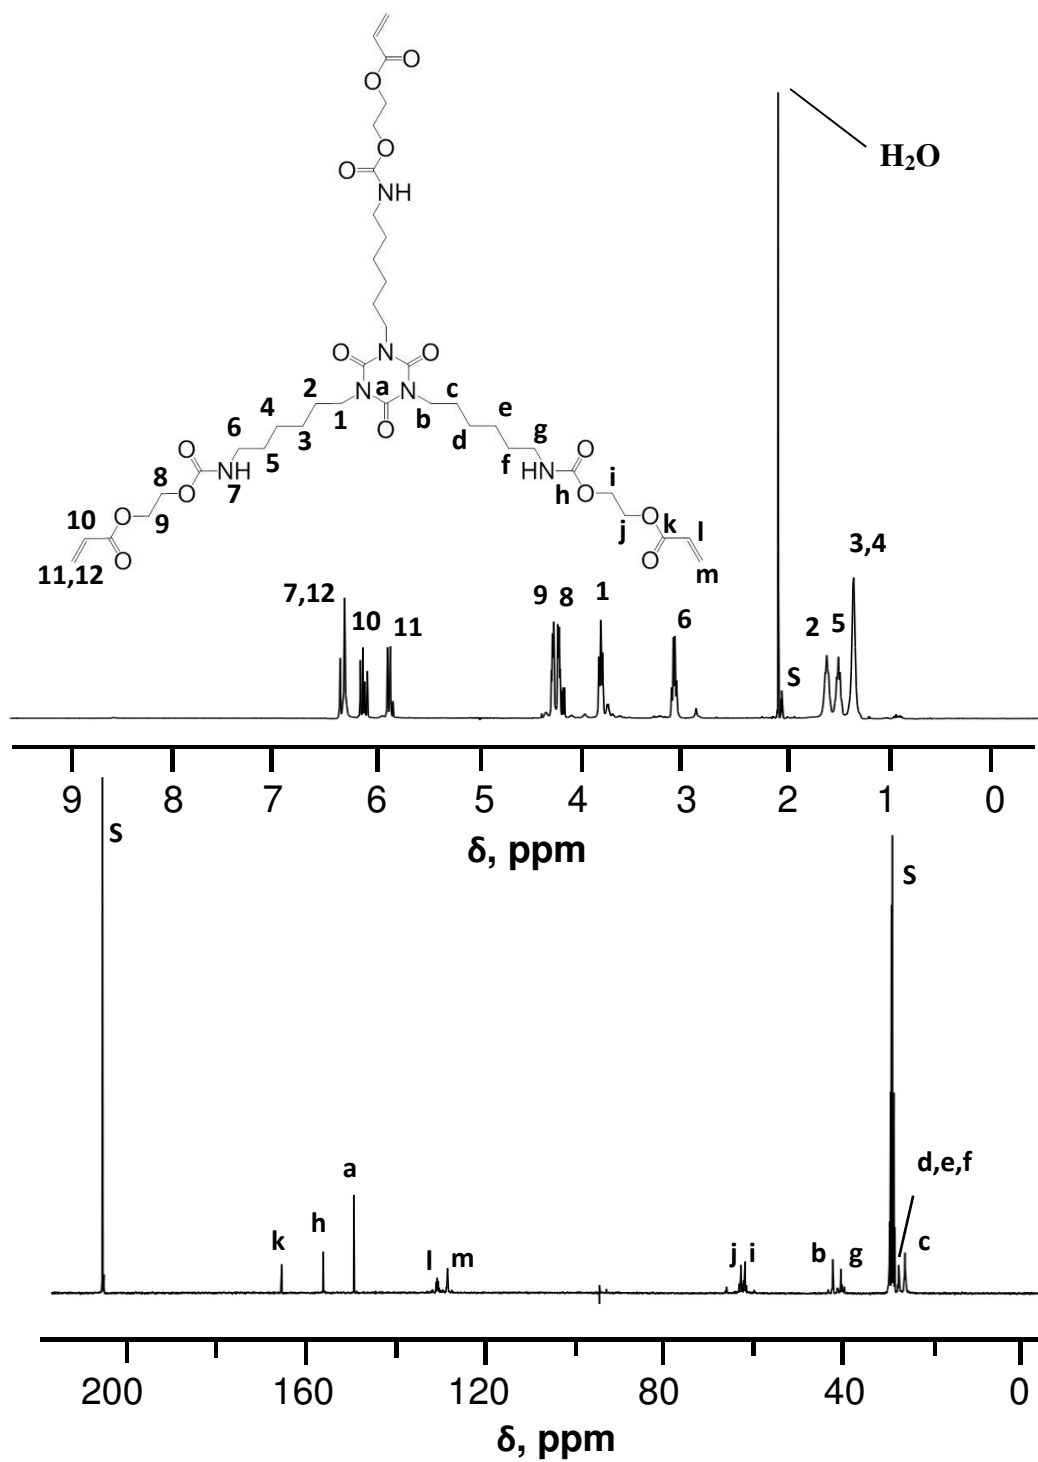 O
O
O
O
NH
H₂O
O
N
O
2
N
a
N
c
4
1
O
b
e
6
3
d
g
O
5
f
O
8
NH
HN
i
O
7
h
O
10
O
9
j
O
k
l
O
O
m
11,12
3,4
7,12
10
11
9
8
1
6
2
5
S
9 8 7 6 5 4 3 2 1 0
δ, ppm
S
S
d,e,f
a
h
k
l
m
j
i
b
g
c
200 160 120 80 40 0
δ, ppm